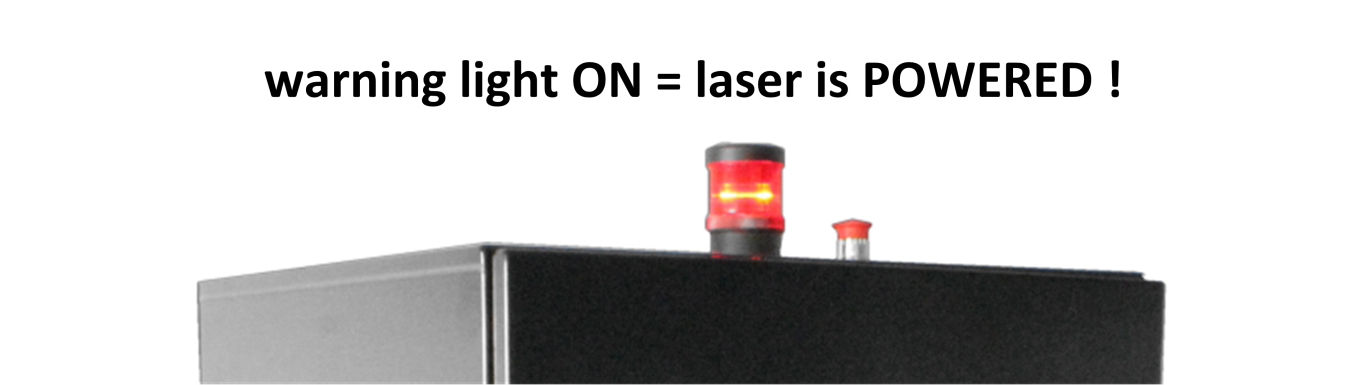 warning light ON = laser is POWERED !